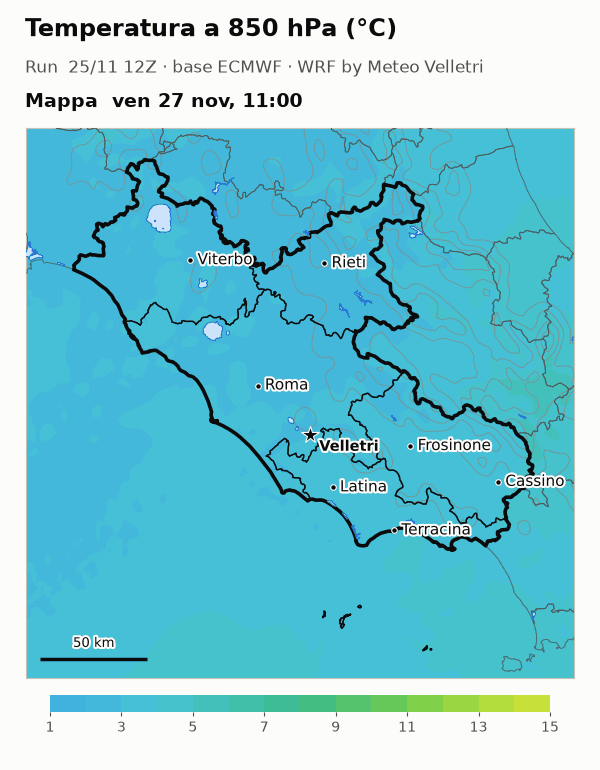 Temperatura a 850 hPa (°C)
Run  25/11 12Z · base ECMWF · WRF by Meteo Velletri
Mappa  ven 27 nov, 11:00
Viterbo
Rieti
Roma
Velletri
Frosinone
Cassino
Latina
Terracina
50 km
1 3 5 7 9 11 13 15